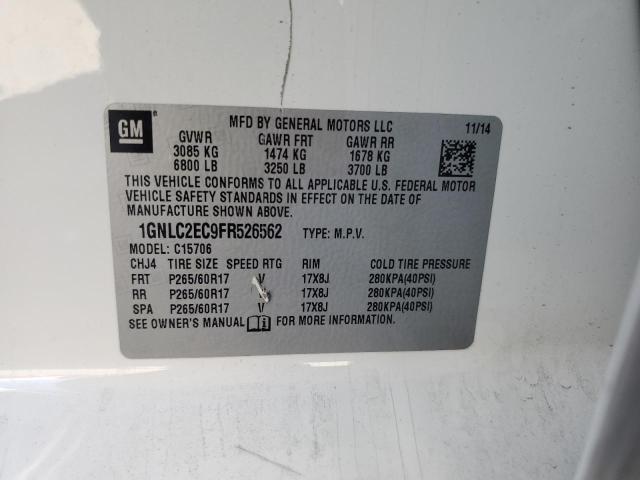 GM
MFD BY GENERAL MOTORS LLC 11/14
GVWR GAWR FRT GAWR RR
3085 KG 1474 KG 1678 KG
6800 LB 3250 LB 3700 LB
THIS VEHICLE CONFORMS TO ALL APPLICABLE U.S. FEDERAL MOTOR
VEHICLE SAFETY STANDARDS IN EFFECT ON THE DATE OF
MANUFACTURE SHOWN ABOVE.
1GNLC2EC9FR526562 TYPE: M.P.V.
MODEL: C15706
CHJ4 TIRE SIZE SPEED RTG RIM COLD TIRE PRESSURE
FRT P265/60R17 V 17X8J 280KPA(40PSI)
RR P265/60R17 17X8J 280KPA(40PSI)
SPA P265/60R17 V 17X8J 280KPA(40PSI)
SEE OWNER'S MANUAL FOR MORE INFORMATION.